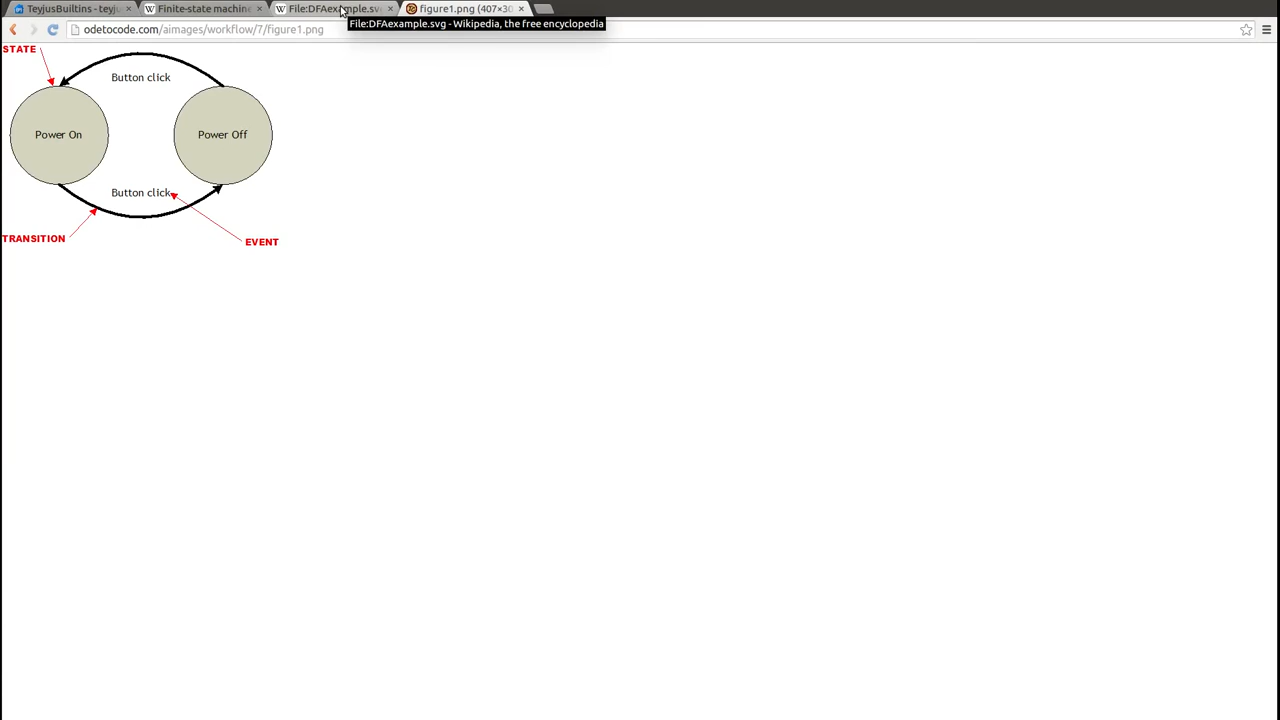 TeyjusBuiltins - teyju
Finite-state machine
File:DFAexample.sv
figure1.png (407×30
File:DFAexample.svg - Wikipedia, the free encyclopedia
odetocode.com/aimages/workflow/7/figure1.png
STATE
Button click
Power On
Power Off
Button click
TRANSITION
EVENT